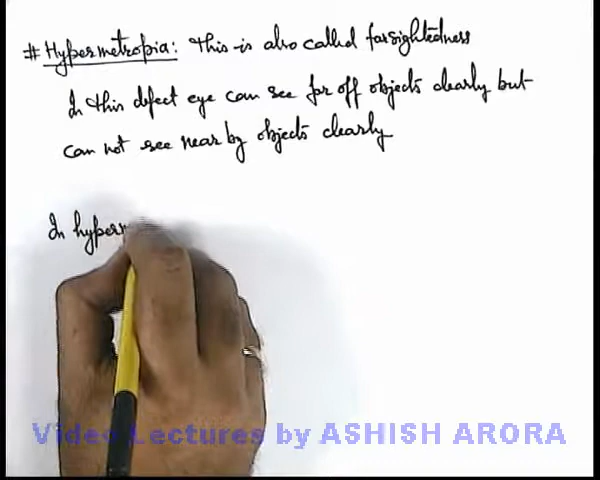 # Hypermetropia: This is also called farsightedness
In this defect eye can see far off objects clearly but
can not see near by objects clearly
In hyperm
Video Lectures by ASHISH ARORA